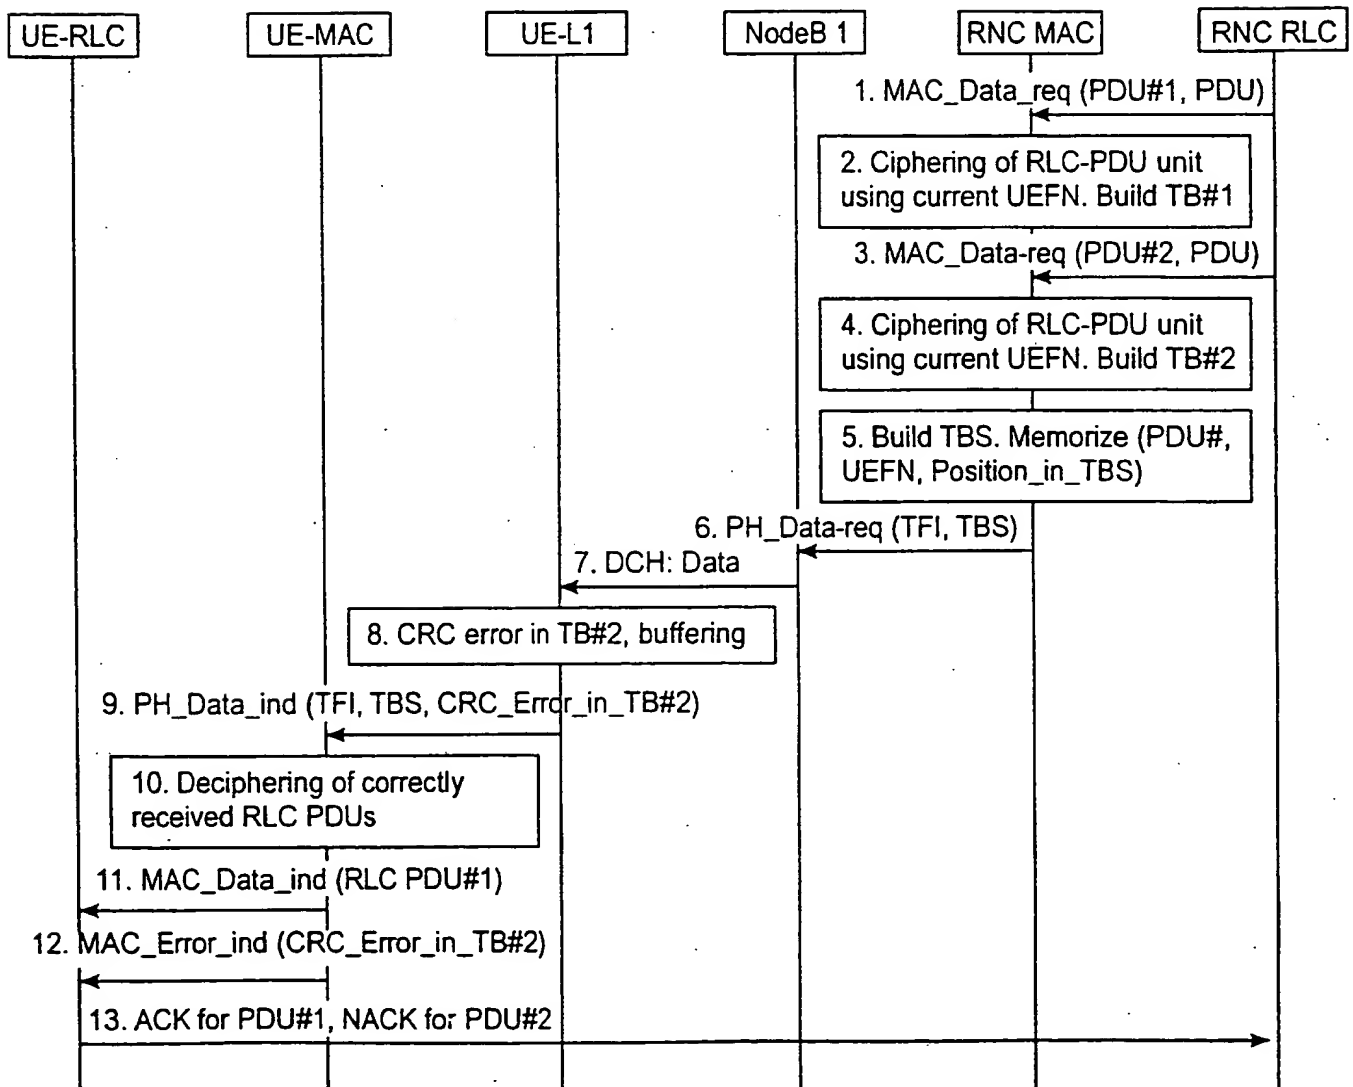 UE-RLC
UE-MAC
UE-L1
NodeB 1
RNC MAC
RNC RLC
1. MAC_Data_req (PDU#1, PDU)
2. Ciphering of RLC-PDU unit
using current UEFN. Build TB#1
3. MAC_Data-req (PDU#2, PDU)
4. Ciphering of RLC-PDU unit
using current UEFN. Build TB#2
5. Build TBS. Memorize (PDU#,
UEFN, Position_in_TBS)
6. PH_Data-req (TFI, TBS)
7. DCH: Data
8. CRC error in TB#2, buffering
9. PH_Data_ind (TFI, TBS, CRC_Error_in_TB#2)
10. Deciphering of correctly
received RLC PDUs
11. MAC_Data_ind (RLC PDU#1)
12. MAC_Error_ind (CRC_Error_in_TB#2)
13. ACK for PDU#1, NACK for PDU#2